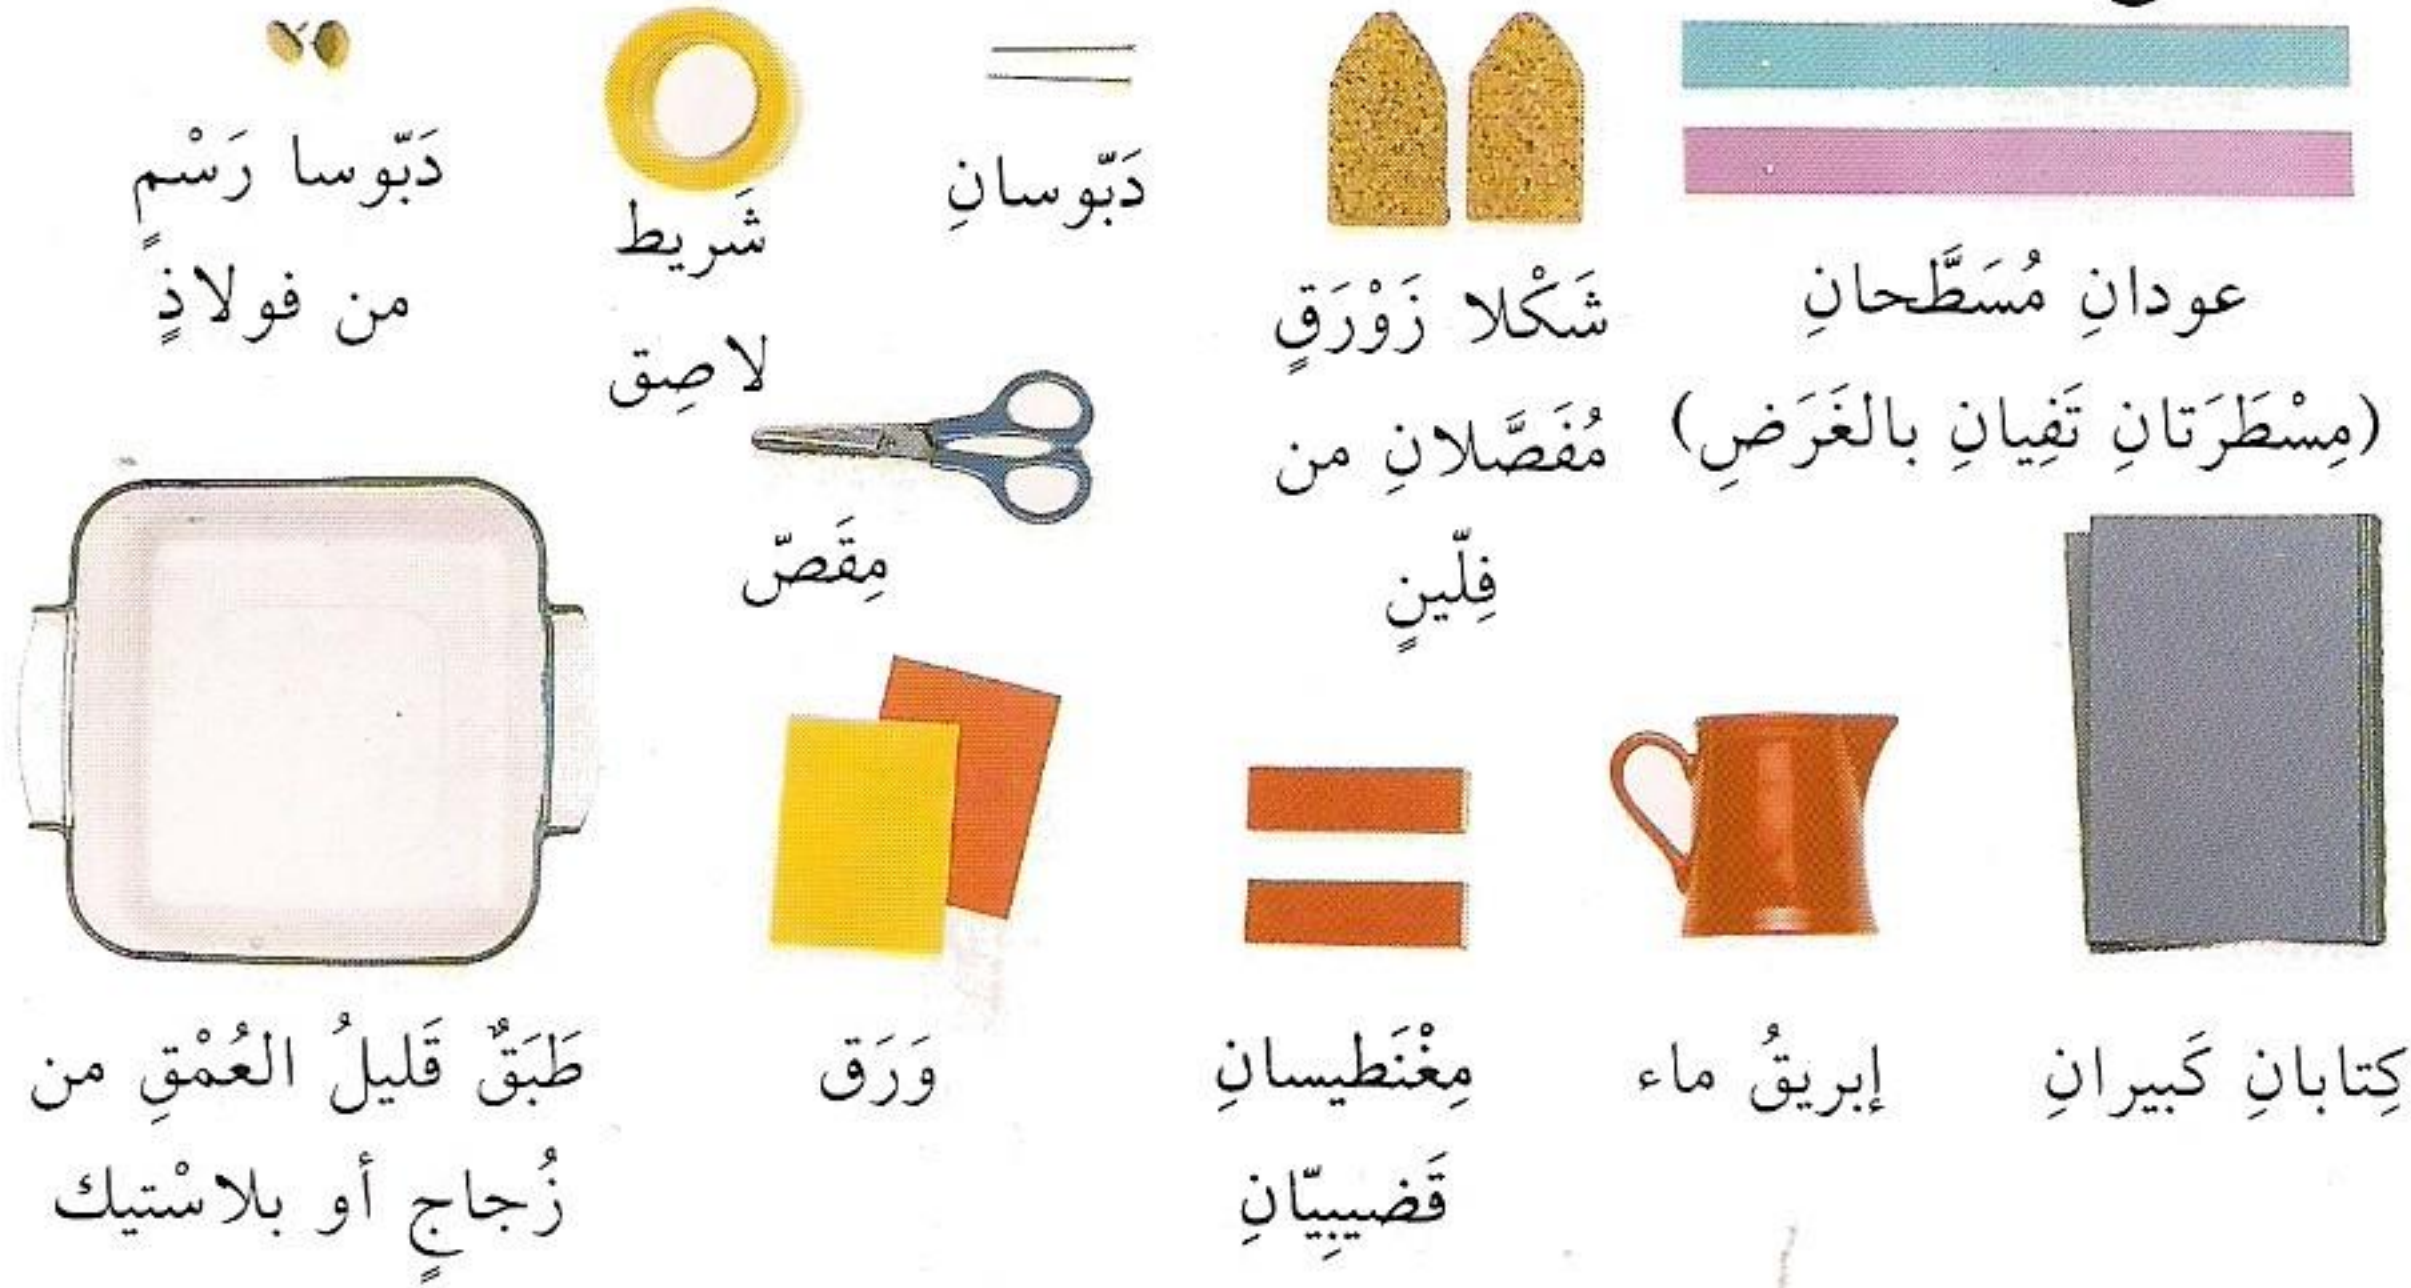 عودانِ مُسَطَّحانِ
(مِسْطَرَتانِ تَفِيانِ بالغَرَضِ)
شَكْلا زَوْرَقٍ
مُفَصَّلانِ من
فِلّينٍ
دَبّوسانِ
شَريط
لاصِق
دَبّوسا رَسْمٍ
من فولاذٍ
مِقَصّ
كِتابانِ كَبيرانِ
إبريقُ ماء
مِغْنَطيسانِ
قَضيبِيّانِ
وَرَق
طَبَقٌ قَليلُ العُمْقِ من
زُجاجٍ أو بلاسْتيك